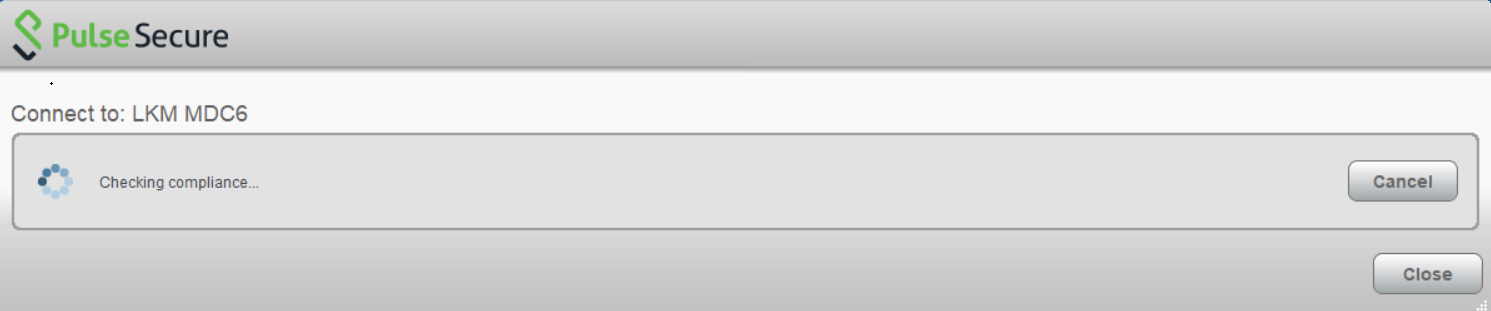 Pulse Secure
Connect to: LKM MDC6
Checking compliance...
Cancel
Close